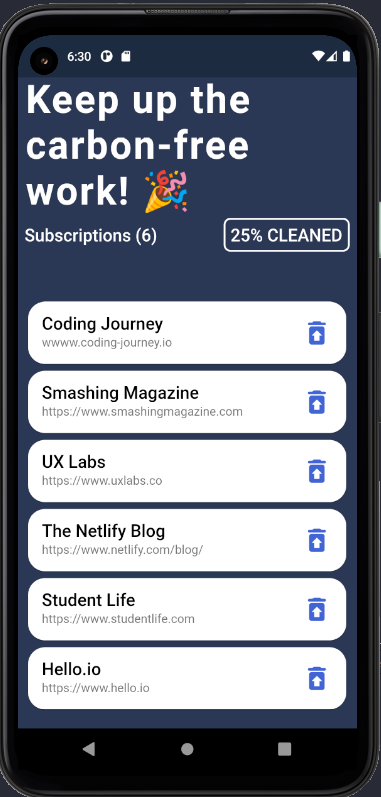 6:30
Keep up the
carbon-free
work! 🎉
Subscriptions (6)
25% CLEANED
Coding Journey
wwww.coding-journey.io
Smashing Magazine
https://www.smashingmagazine.com
UX Labs
https://www.uxlabs.co
The Netlify Blog
https://www.netlify.com/blog/
Student Life
https://www.studentlife.com
Hello.io
https://www.hello.io